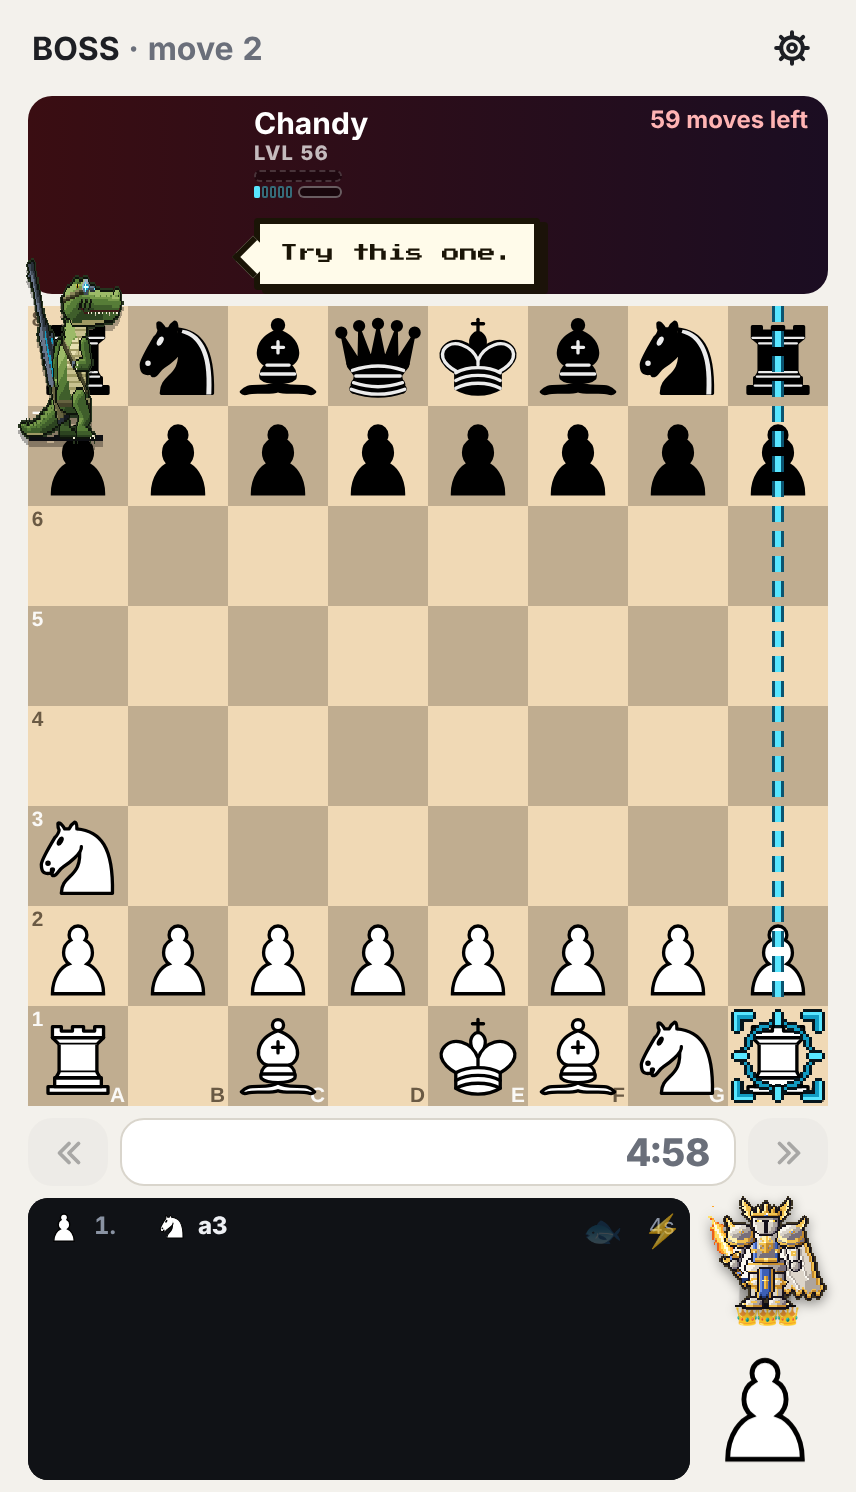 BOSS · move 2
Chandy
59 moves left
LVL 56
Try this one.
6
5
4
3
2
1
A B C D E F G
4:58
1. a3
4s